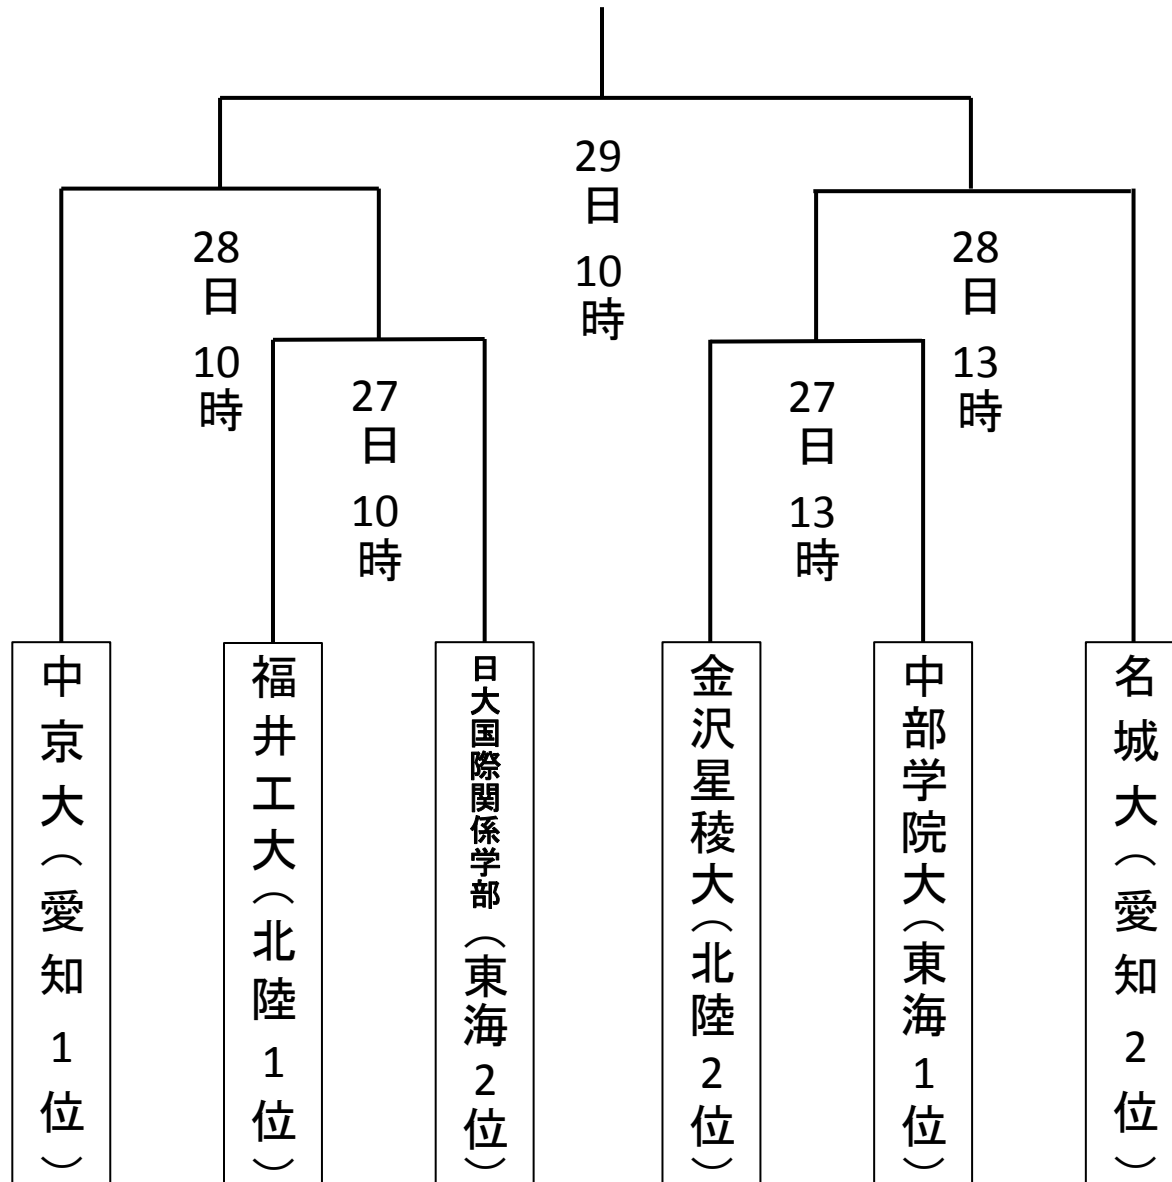 29日 10時
28日 10時
28日 13時
27日 10時
27日 13時
中京大（愛知1位）
福井工大（北陸1位）
日大国際関係学部（東海2位）
金沢星稜大（北陸2位）
中部学院大（東海1位）
名城大（愛知2位）